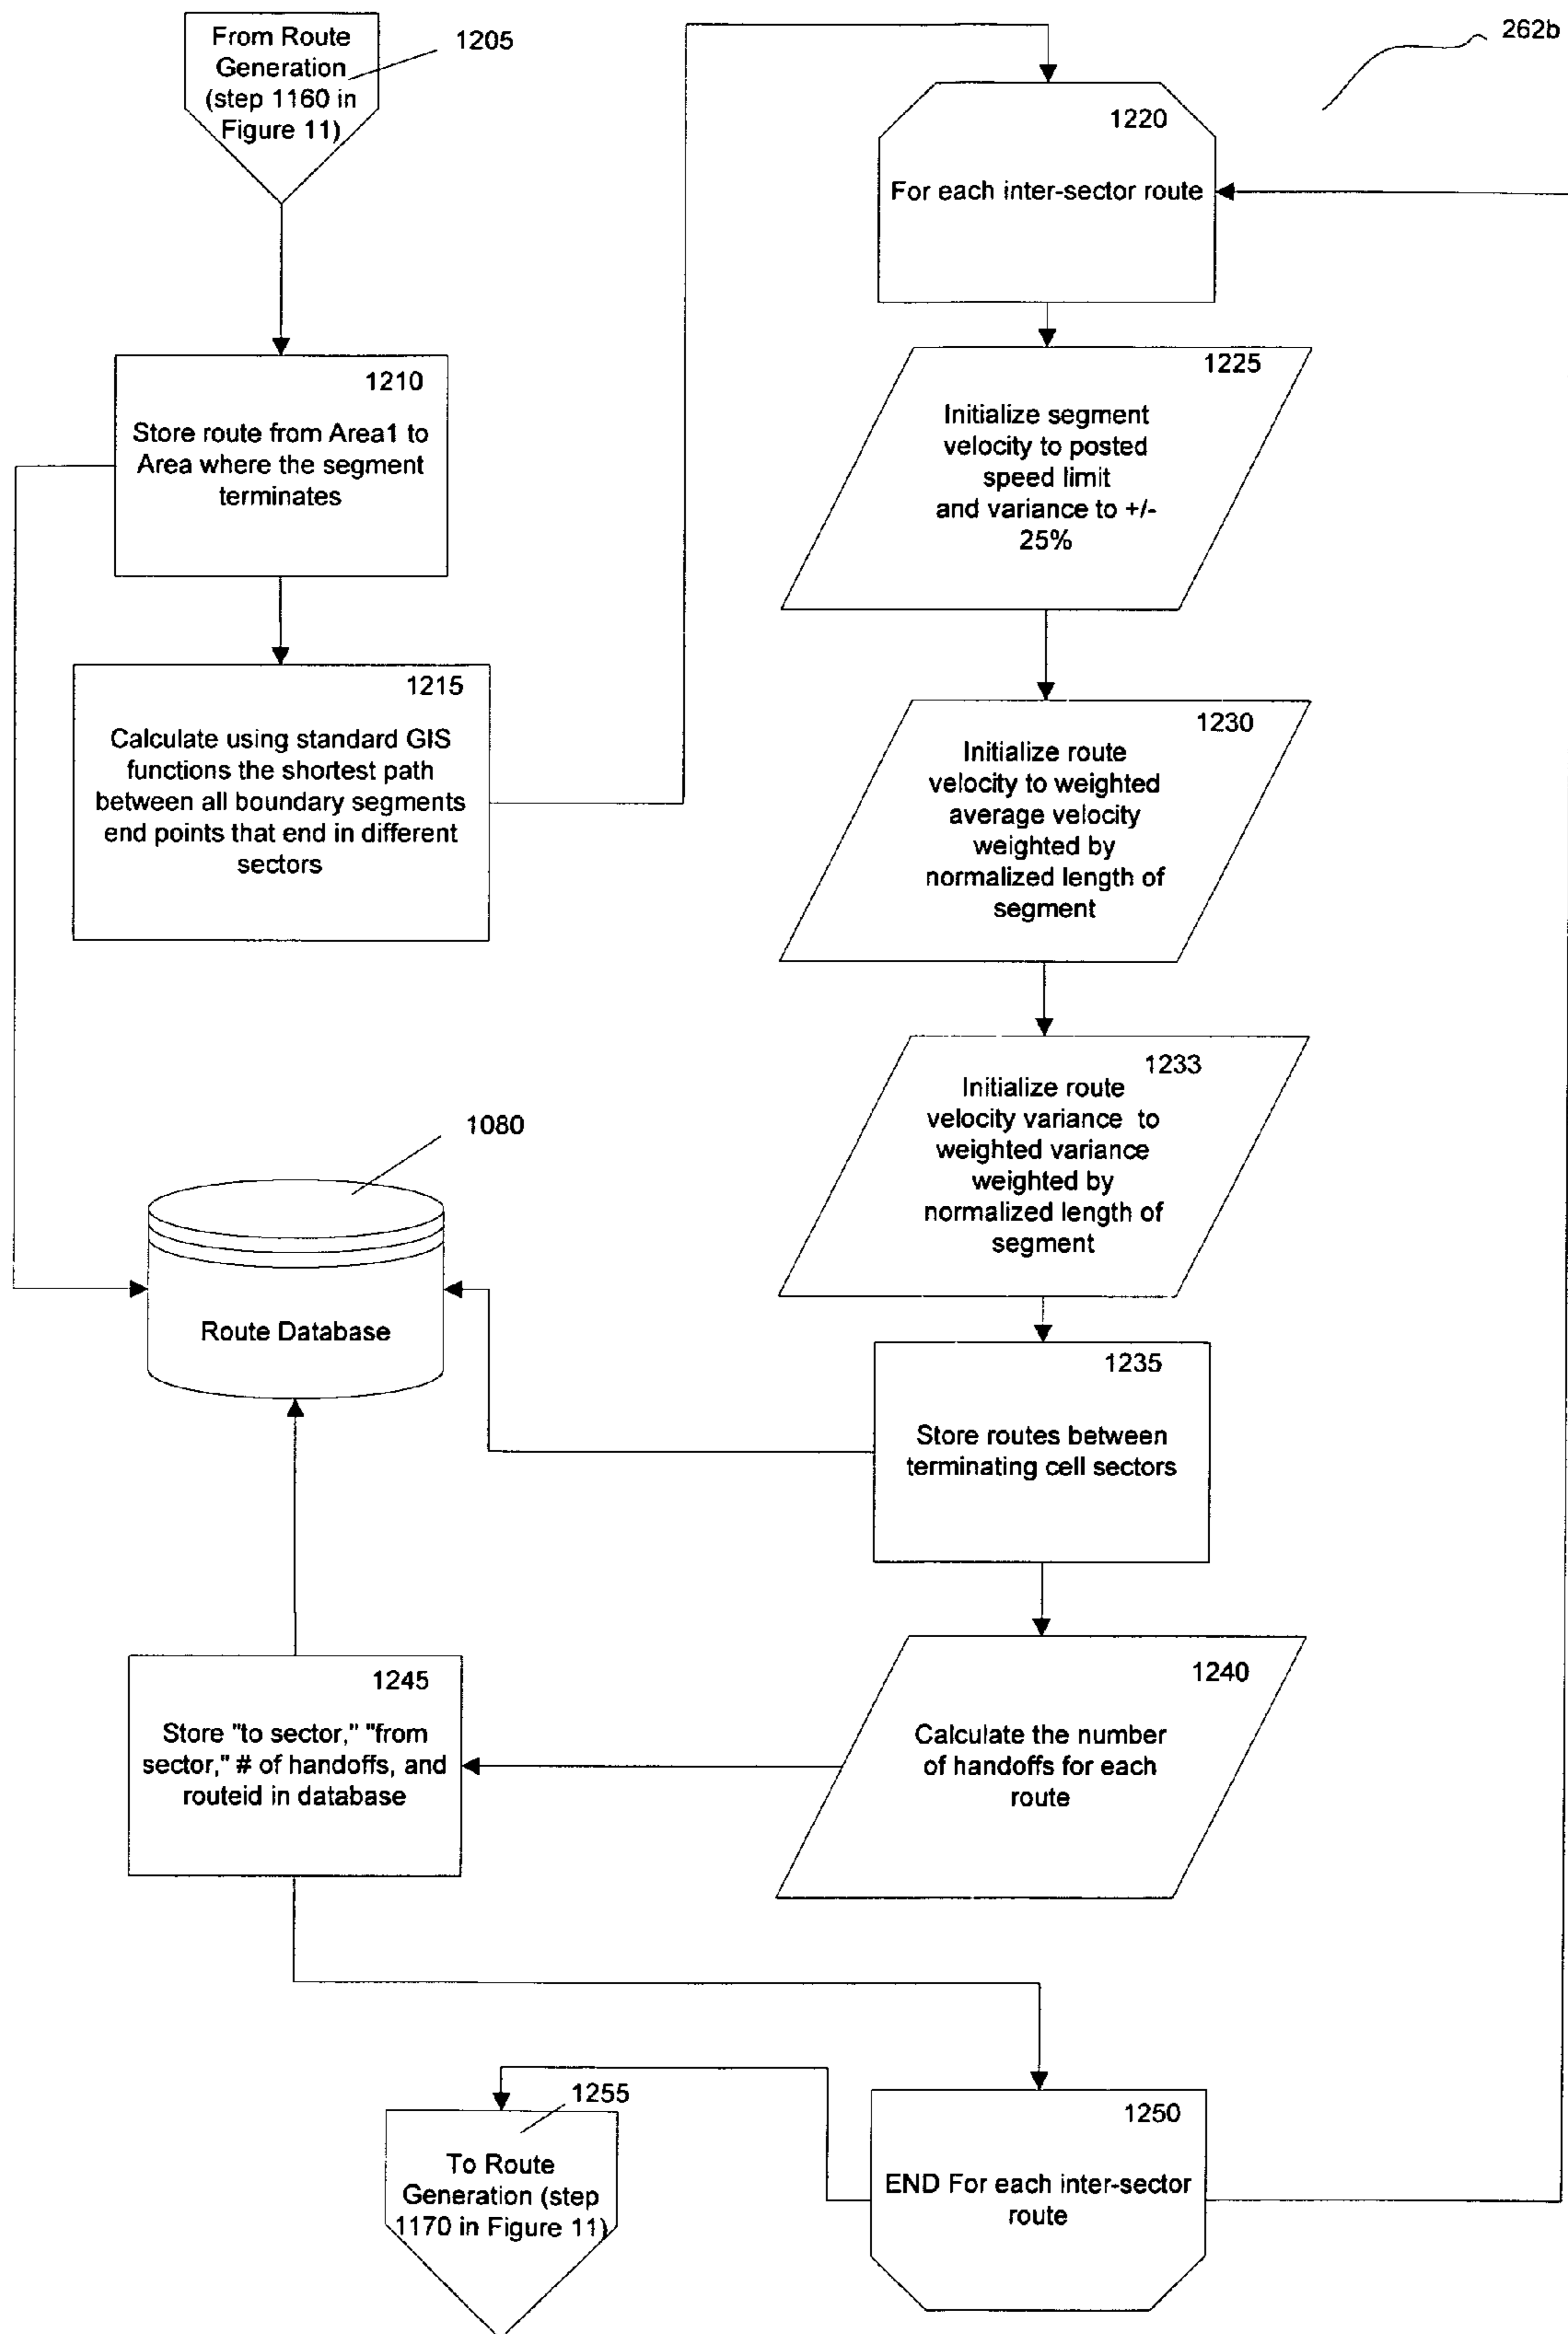 From Route
Generation
(step 1160 in
Figure 11)
1205
262b
1210
Store route from Area1 to
Area where the segment
terminates
1215
Calculate using standard GIS
functions the shortest path
between all boundary segments
end points that end in different
sectors
1220
For each inter-sector route
1225
Initialize segment
velocity to posted
speed limit
and variance to +/-
25%
1230
Initialize route
velocity to weighted
average velocity
weighted by
normalized length of
segment
1233
Initialize route
velocity variance to
weighted variance
weighted by
normalized length of
segment
1080
Route Database
1235
Store routes between
terminating cell sectors
1240
Calculate the number
of handoffs for each
route
1245
Store "to sector," "from
sector," # of handoffs, and
routeid in database
1250
END For each inter-sector
route
1255
To Route
Generation (step
1170 in Figure 11)